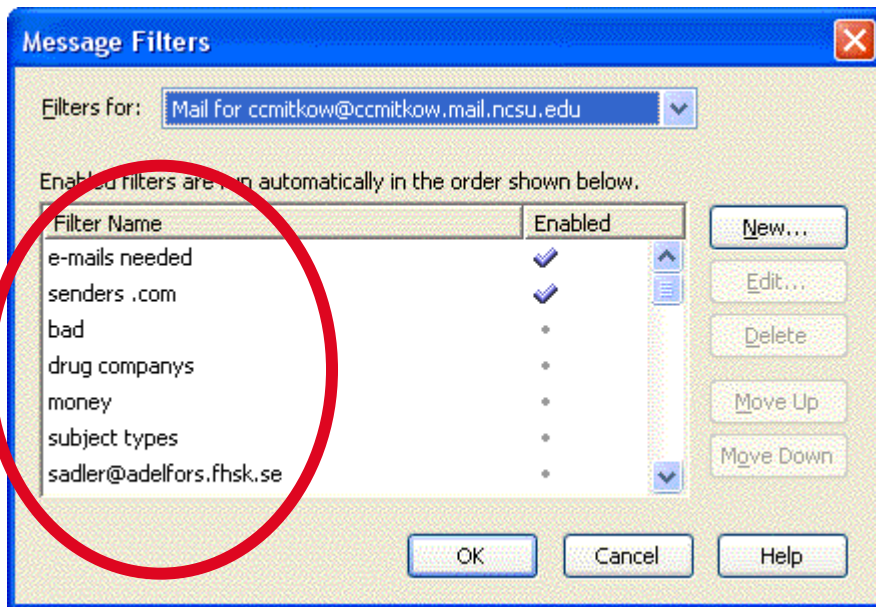 Message Filters
Filters for: Mail for ccmitkow@ccmitkow.mail.ncsu.edu
Enabled filters are run automatically in the order shown below.
Filter Name Enabled
e-mails needed
senders .com
bad
drug companys
money
subject types
sadler@adelfors.fhsk.se
New...
Edit...
Delete
Move Up
Move Down
OK Cancel Help